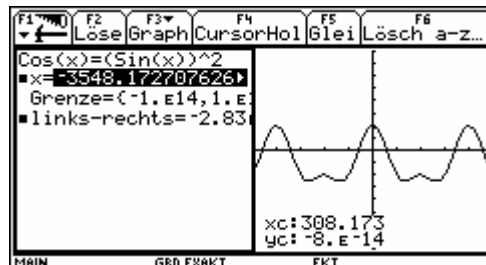 F1 F2 F3 F4 F5 F6
Löse Graph CursorHol Glei Lösch a-z...
Cos(x)=(Sin(x))^2
x=-3548.172707626
Grenze={-1.E14,1.E
links-rechts=-2.83
xc:308.173
yc:-8.E-14
MAIN GRD EXAKT FKT